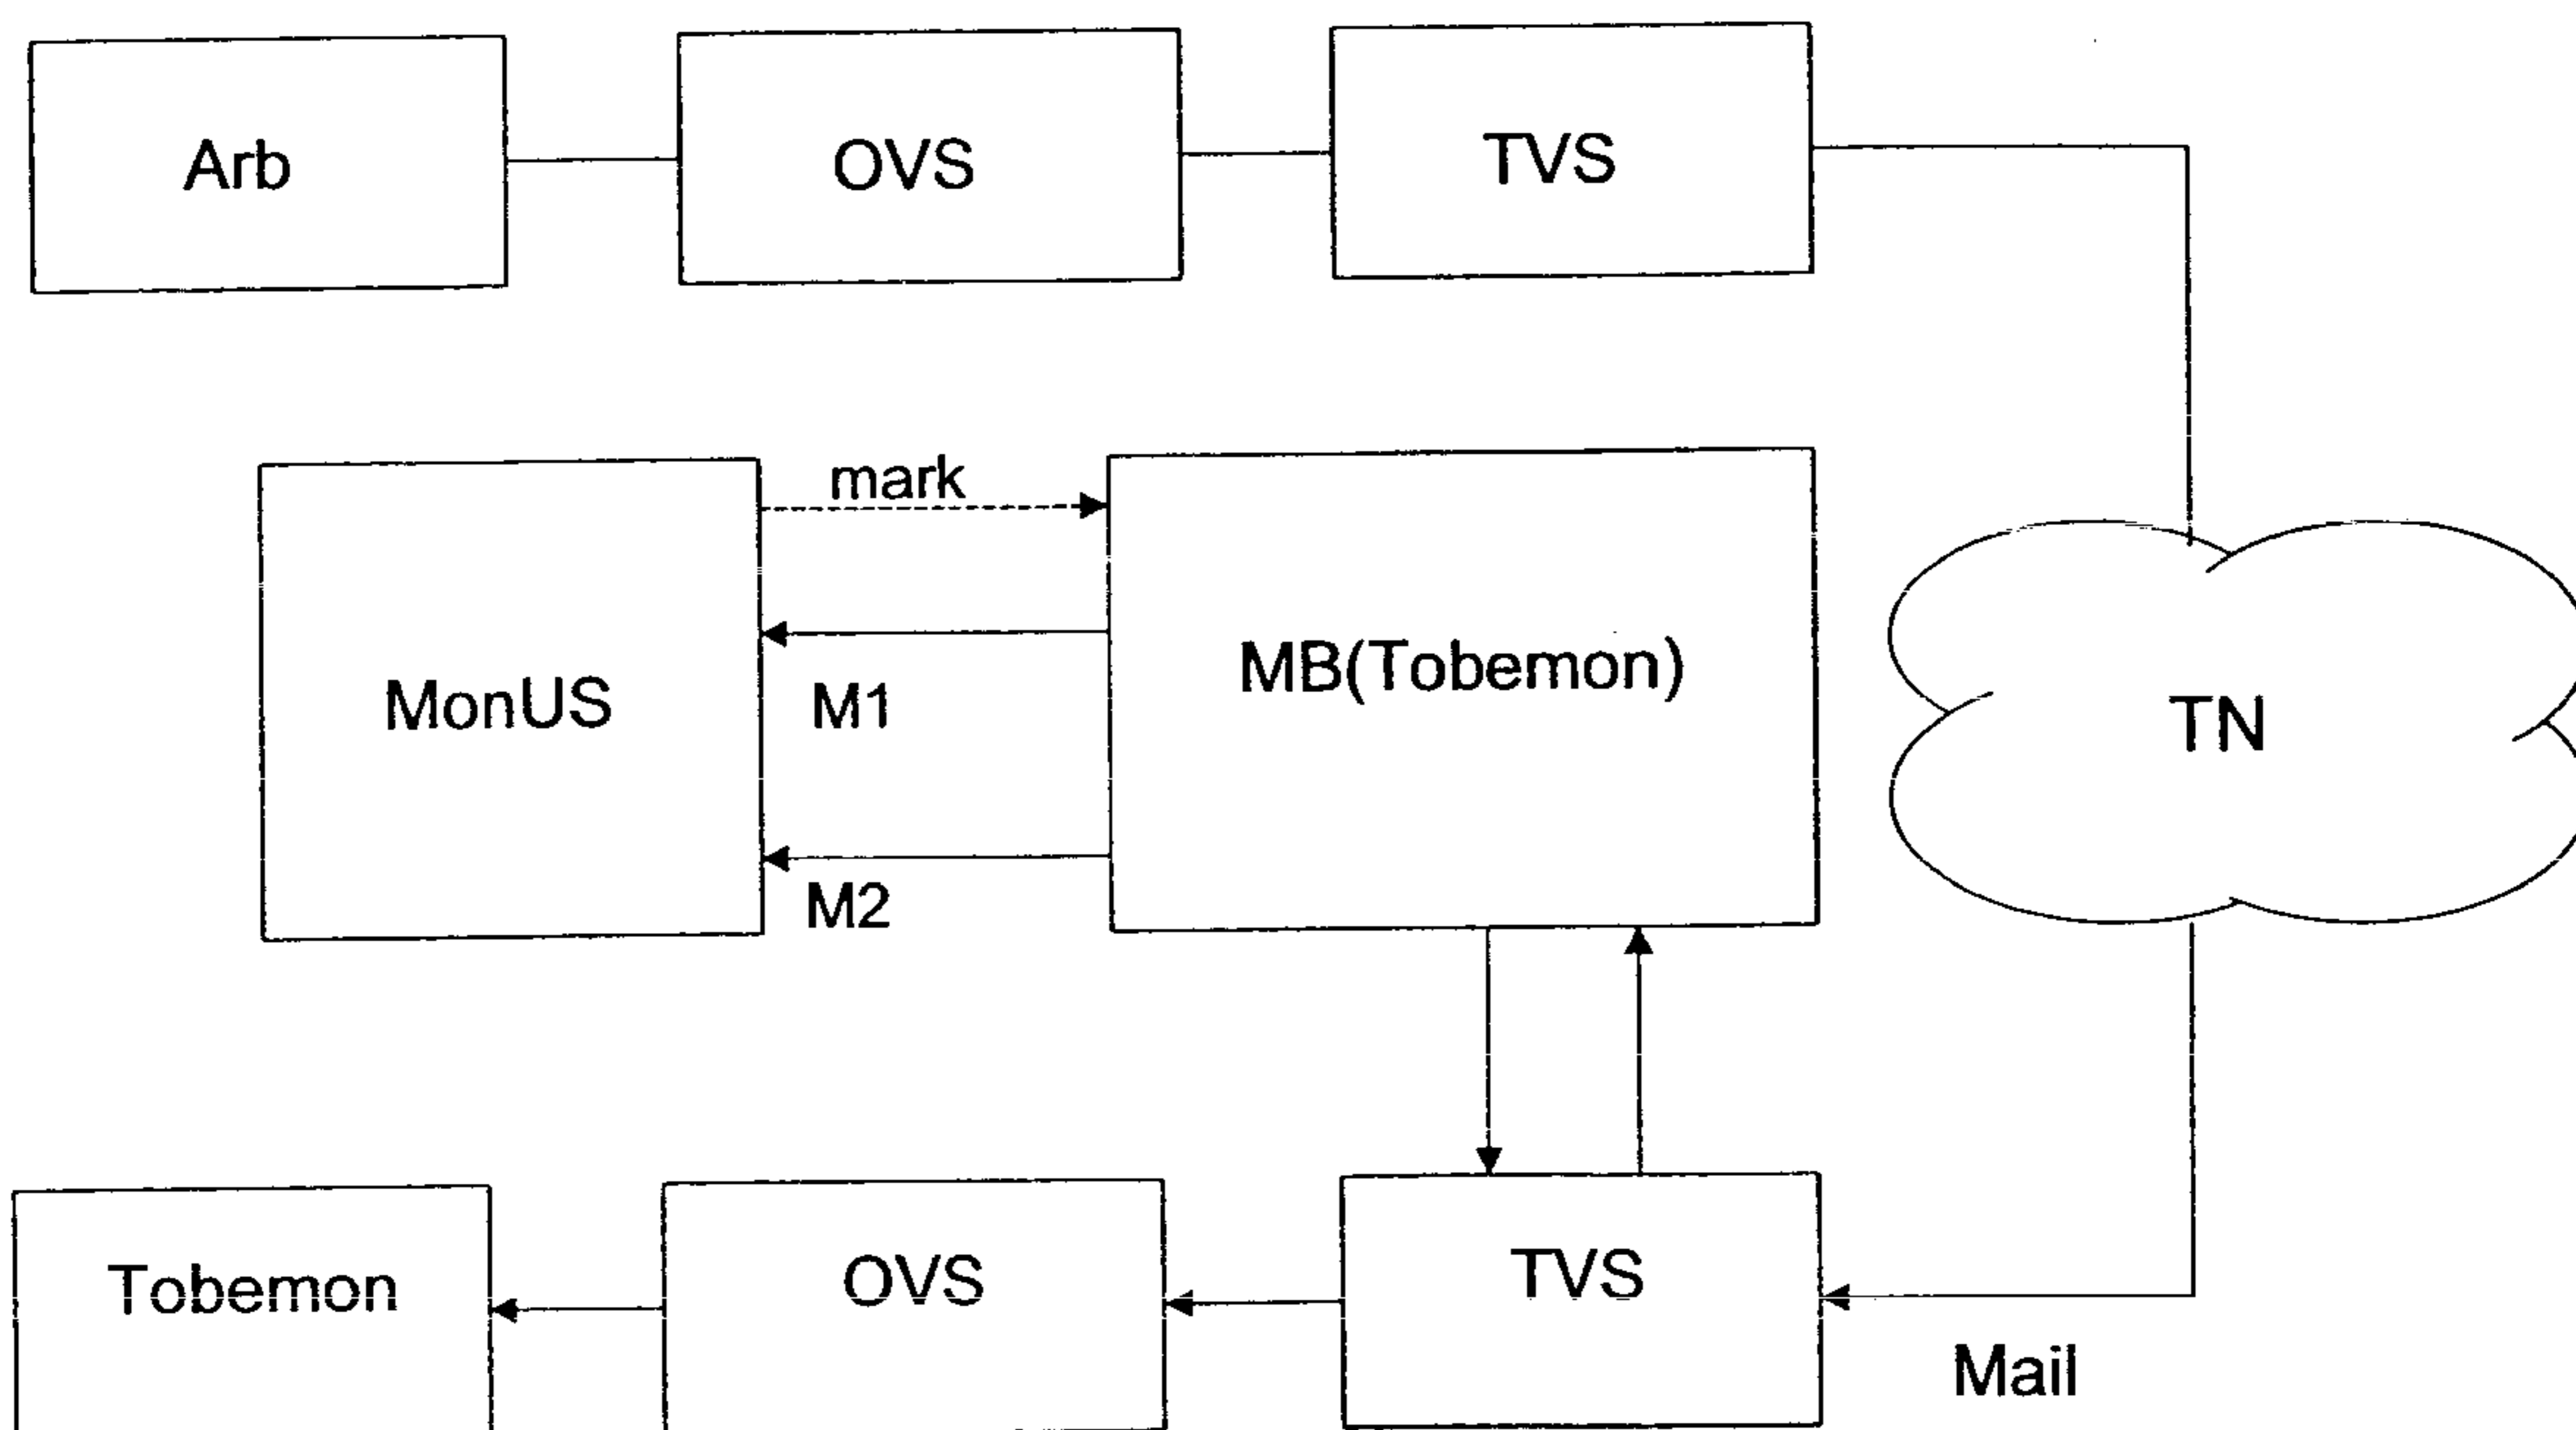 Arb
OVS
TVS
mark
MonUS
M1
M2
MB(Tobemon)
TN
Tobemon
OVS
TVS
Mail